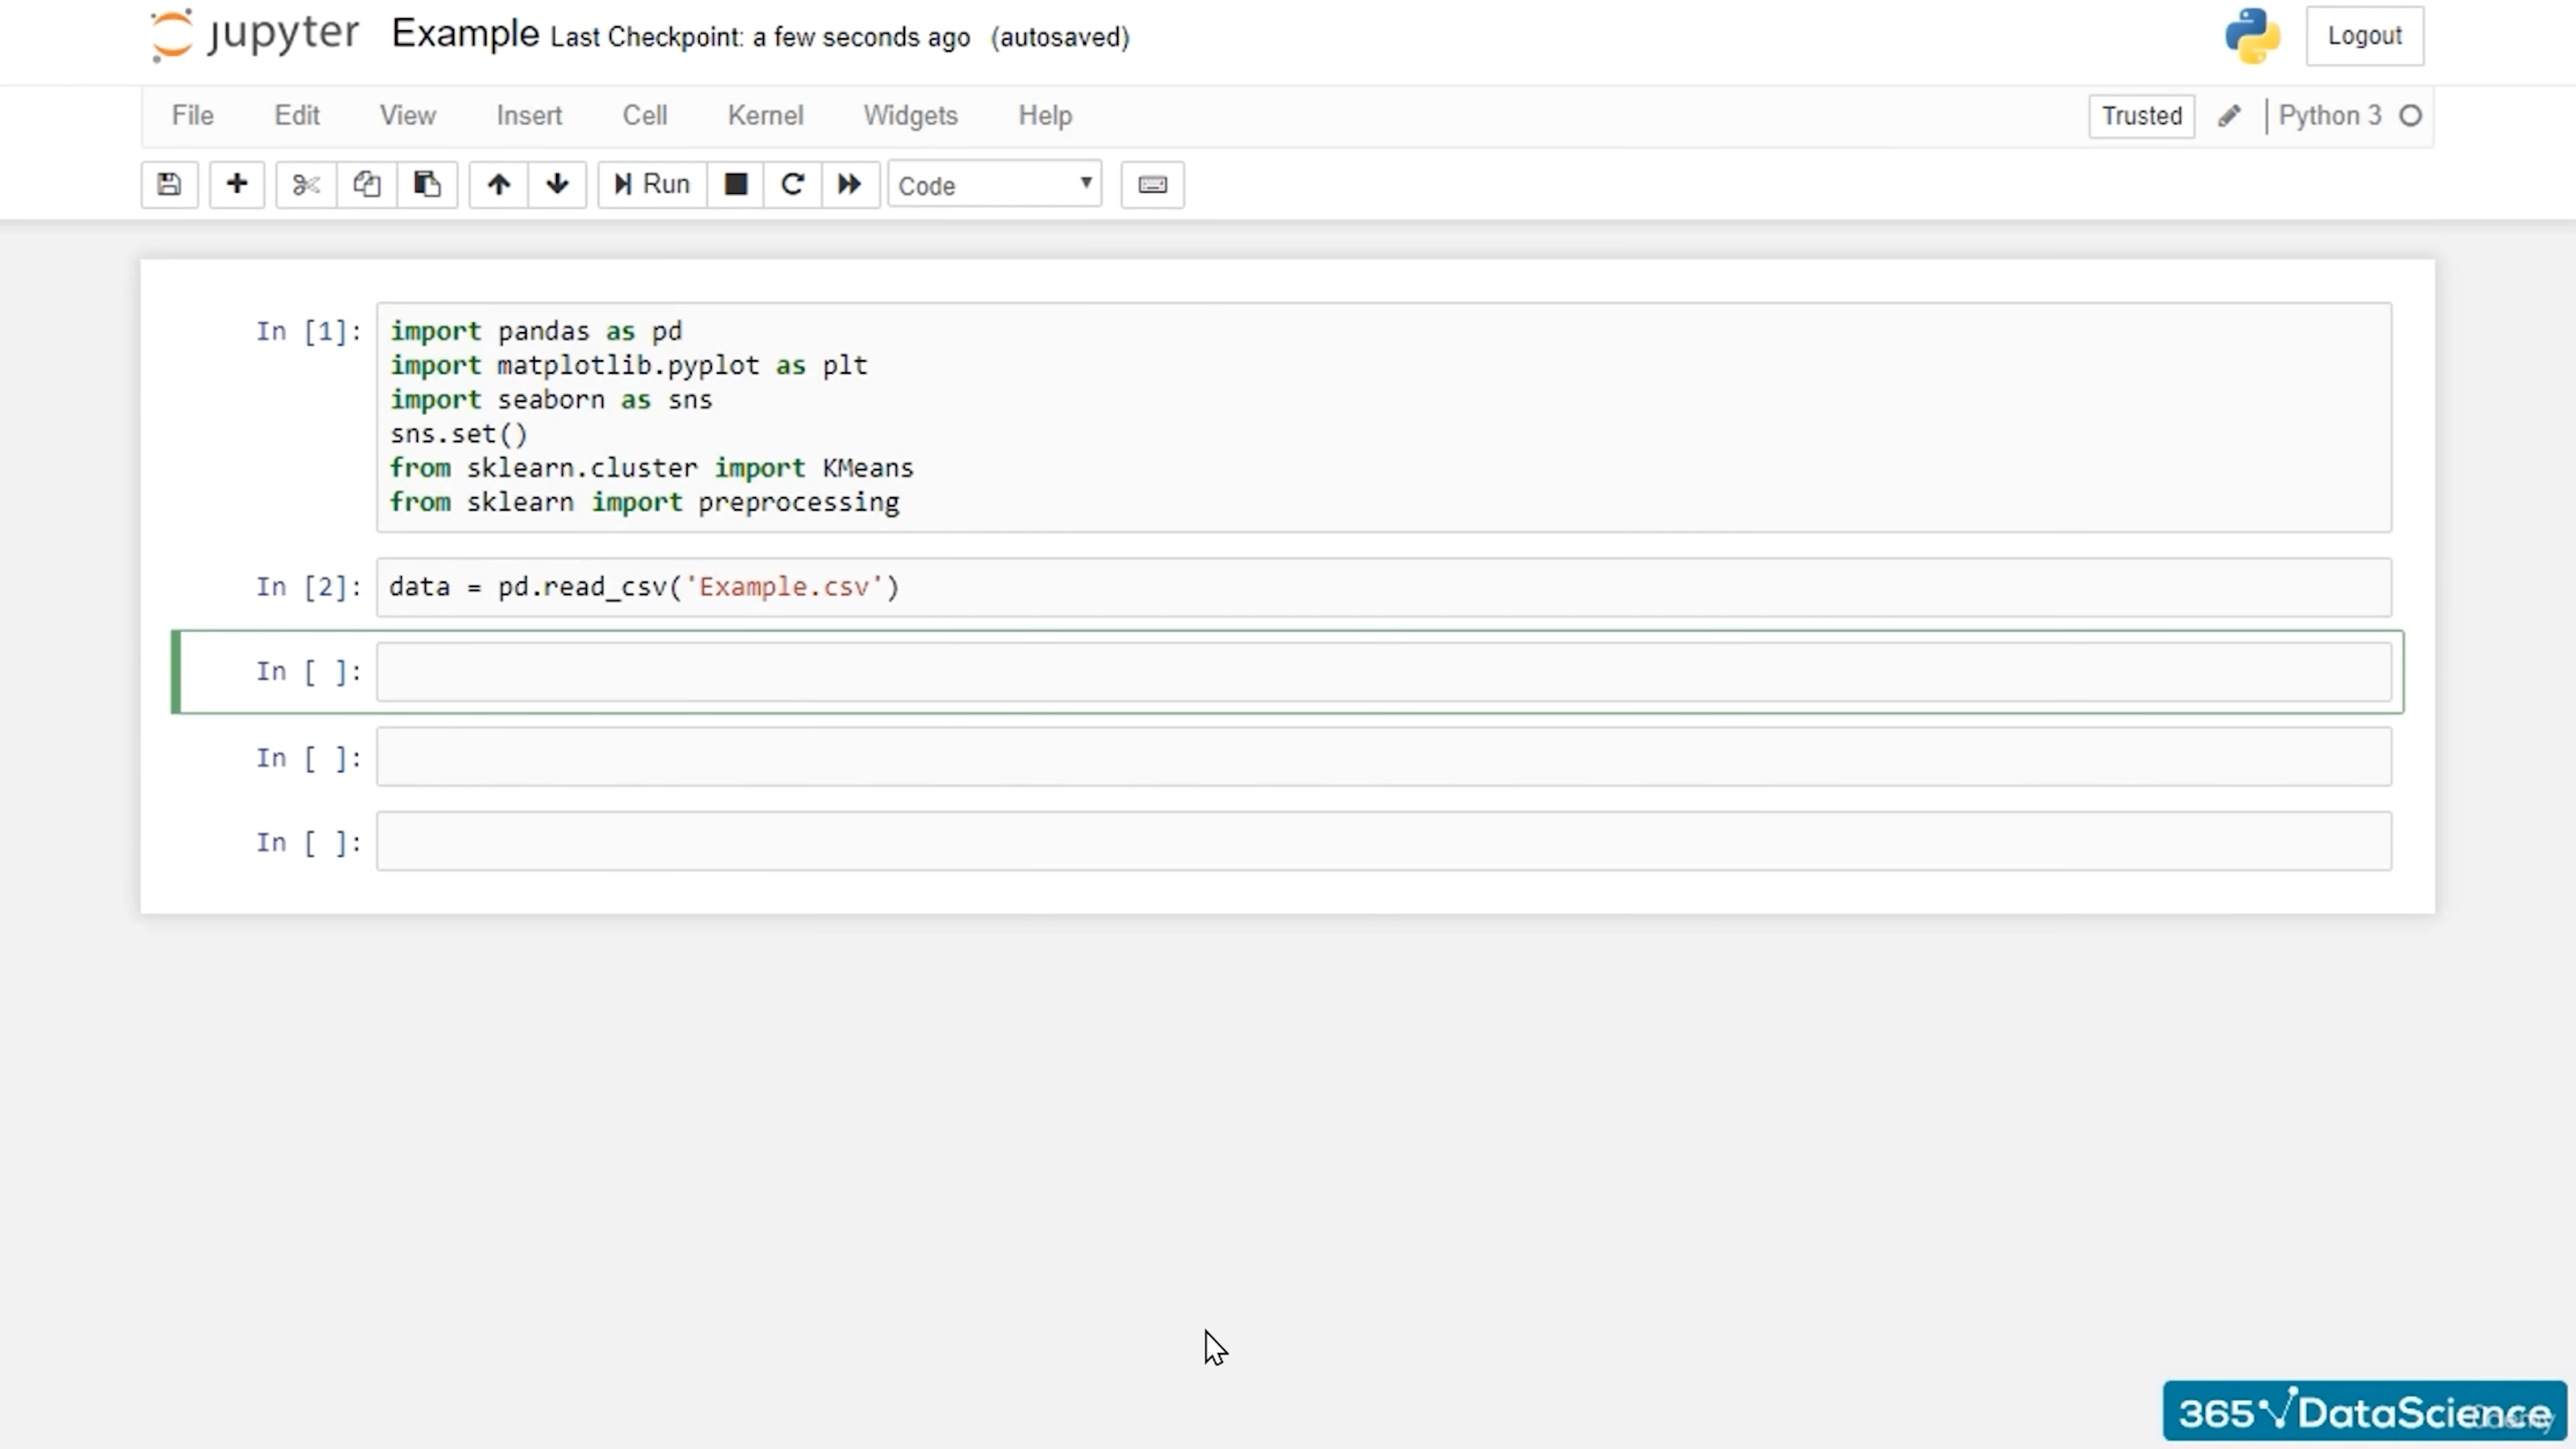 jupyter Example Last Checkpoint: a few seconds ago (autosaved) Logout
File Edit View Insert Cell Kernel Widgets Help Trusted Python 3
Run Code
In [1]: import pandas as pd
import matplotlib.pyplot as plt
import seaborn as sns
sns.set()
from sklearn.cluster import KMeans
from sklearn import preprocessing
In [2]: data = pd.read_csv('Example.csv')
In [ ]:
In [ ]:
In [ ]:
365 DataScience
Udemy